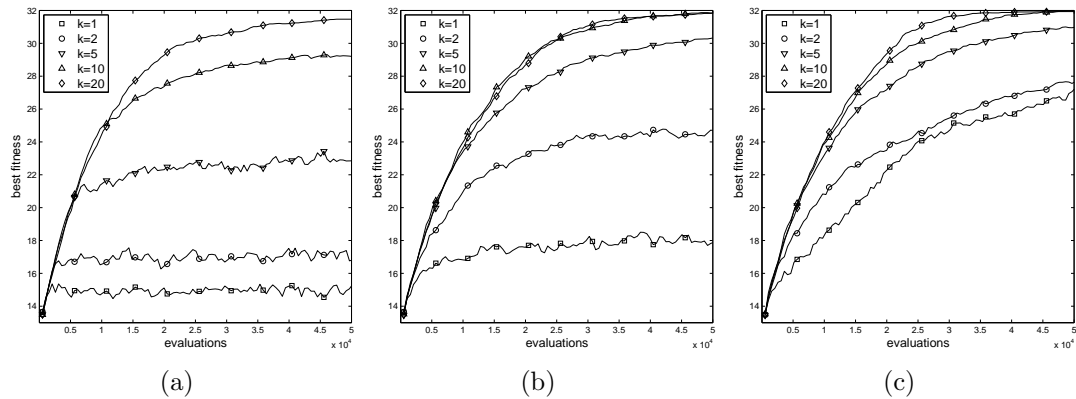 32
30
28
26
24
22
20
18
16
14
best fitness
k=1
k=2
k=5
k=10
k=20
0.5 1 1.5 2 2.5 3 3.5 4 4.5 5
evaluations
x 10^4
(a)
32
30
28
26
24
22
20
18
16
14
best fitness
k=1
k=2
k=5
k=10
k=20
0.5 1 1.5 2 2.5 3 3.5 4 4.5 5
evaluations
x 10^4
(b)
32
30
28
26
24
22
20
18
16
14
best fitness
k=1
k=2
k=5
k=10
k=20
0.5 1 1.5 2 2.5 3 3.5 4 4.5 5
evaluations
x 10^4
(c)